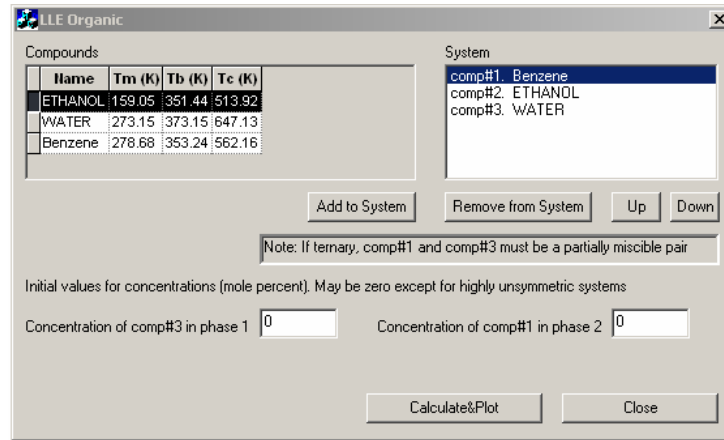 LLE Organic
Compounds
Name Tm (K) Tb (K) Tc (K)
ETHANOL 159.05 351.44 513.92
WATER 273.15 373.15 647.13
Benzene 278.68 353.24 562.16
System
comp#1. Benzene
comp#2. ETHANOL
comp#3. WATER
Add to System
Remove from System
Up
Down
Note: If ternary, comp#1 and comp#3 must be a partially miscible pair
Initial values for concentrations (mole percent). May be zero except for highly unsymmetric systems
Concentration of comp#3 in phase 1 0
Concentration of comp#1 in phase 2 0
Calculate&Plot
Close